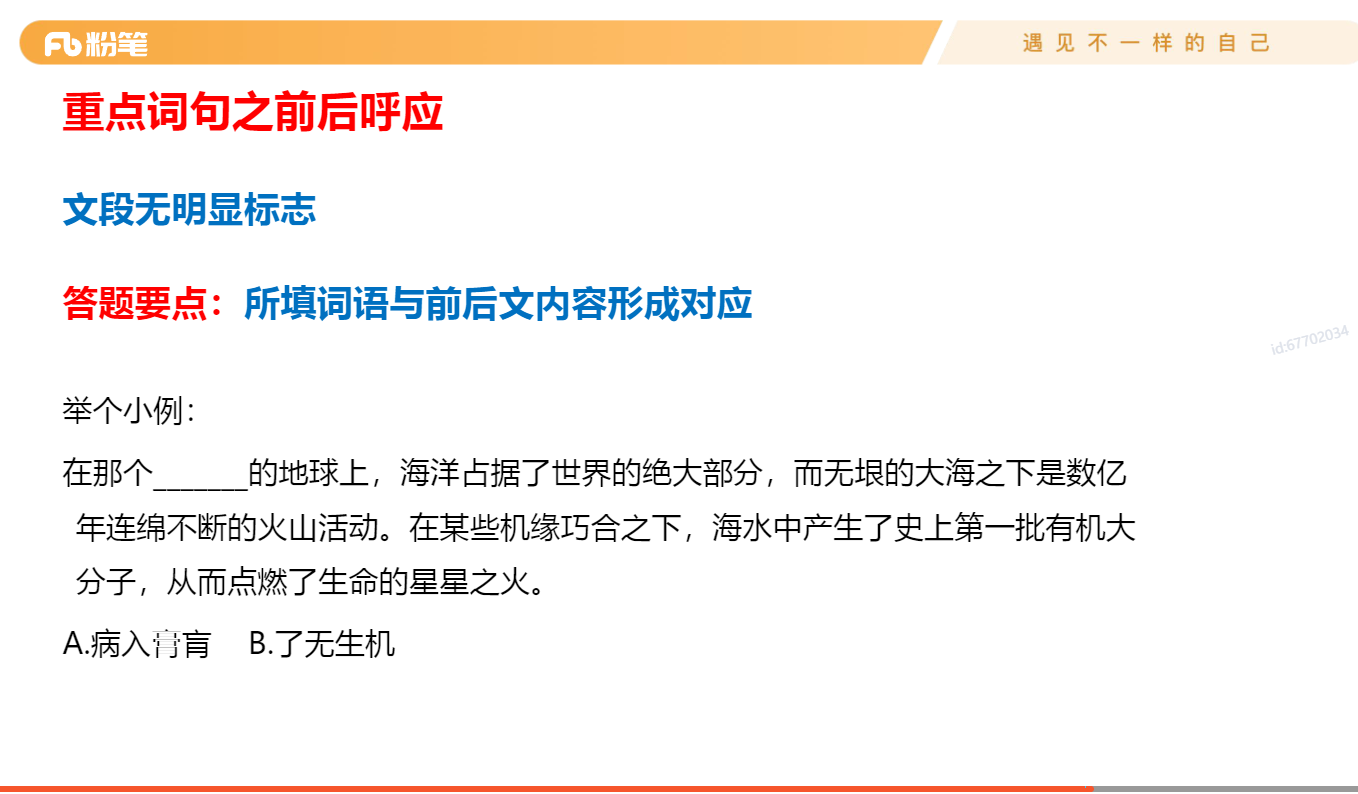 粉笔
遇见不一样的自己
重点词句之前后呼应
文段无明显标志
答题要点：所填词语与前后文内容形成对应
id:67702034
举个小例：
在那个_______的地球上，海洋占据了世界的绝大部分，而无垠的大海之下是数亿
年连绵不断的火山活动。在某些机缘巧合之下，海水中产生了史上第一批有机大
分子，从而点燃了生命的星星之火。
A.病入膏肓 B.了无生机